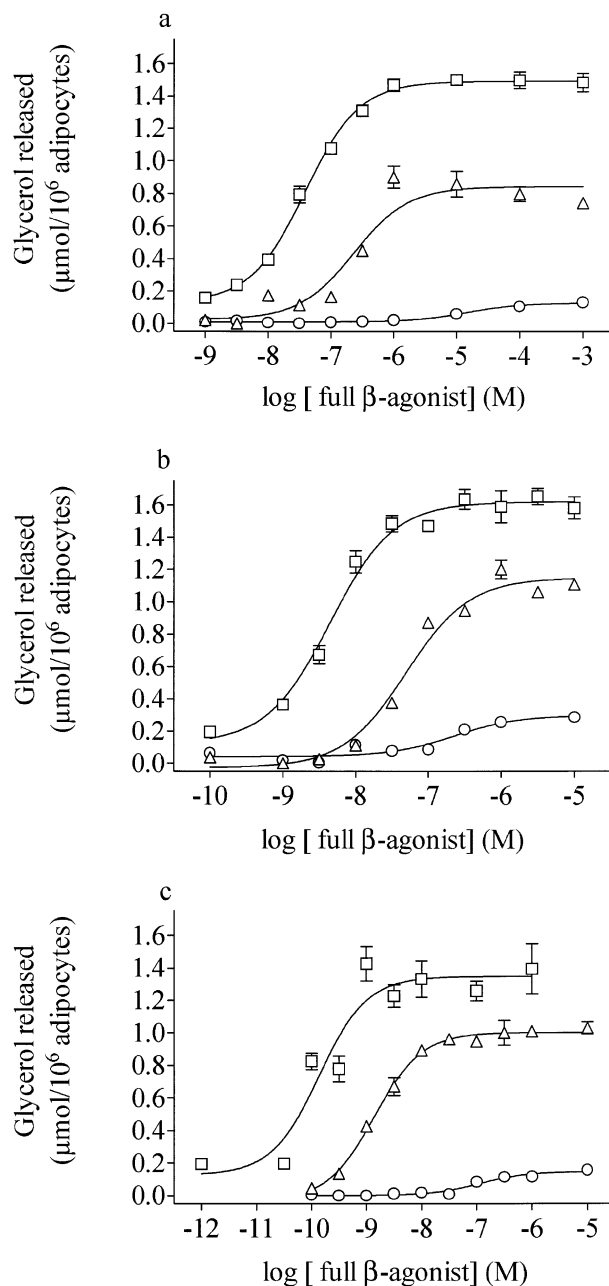 a
Glycerol released
(μmol/10⁶ adipocytes)
1.6
1.4
1.2
1.0
0.8
0.6
0.4
0.2
0.0
-9 -8 -7 -6 -5 -4 -3
log [ full β-agonist] (M)
b
Glycerol released
(μmol/10⁶ adipocytes)
1.6
1.4
1.2
1.0
0.8
0.6
0.4
0.2
0.0
-10 -9 -8 -7 -6 -5
log [ full β-agonist] (M)
c
Glycerol released
(μmol/10⁶ adipocytes)
1.6
1.4
1.2
1.0
0.8
0.6
0.4
0.2
0.0
-12 -11 -10 -9 -8 -7 -6 -5
log [ full β-agonist] (M)